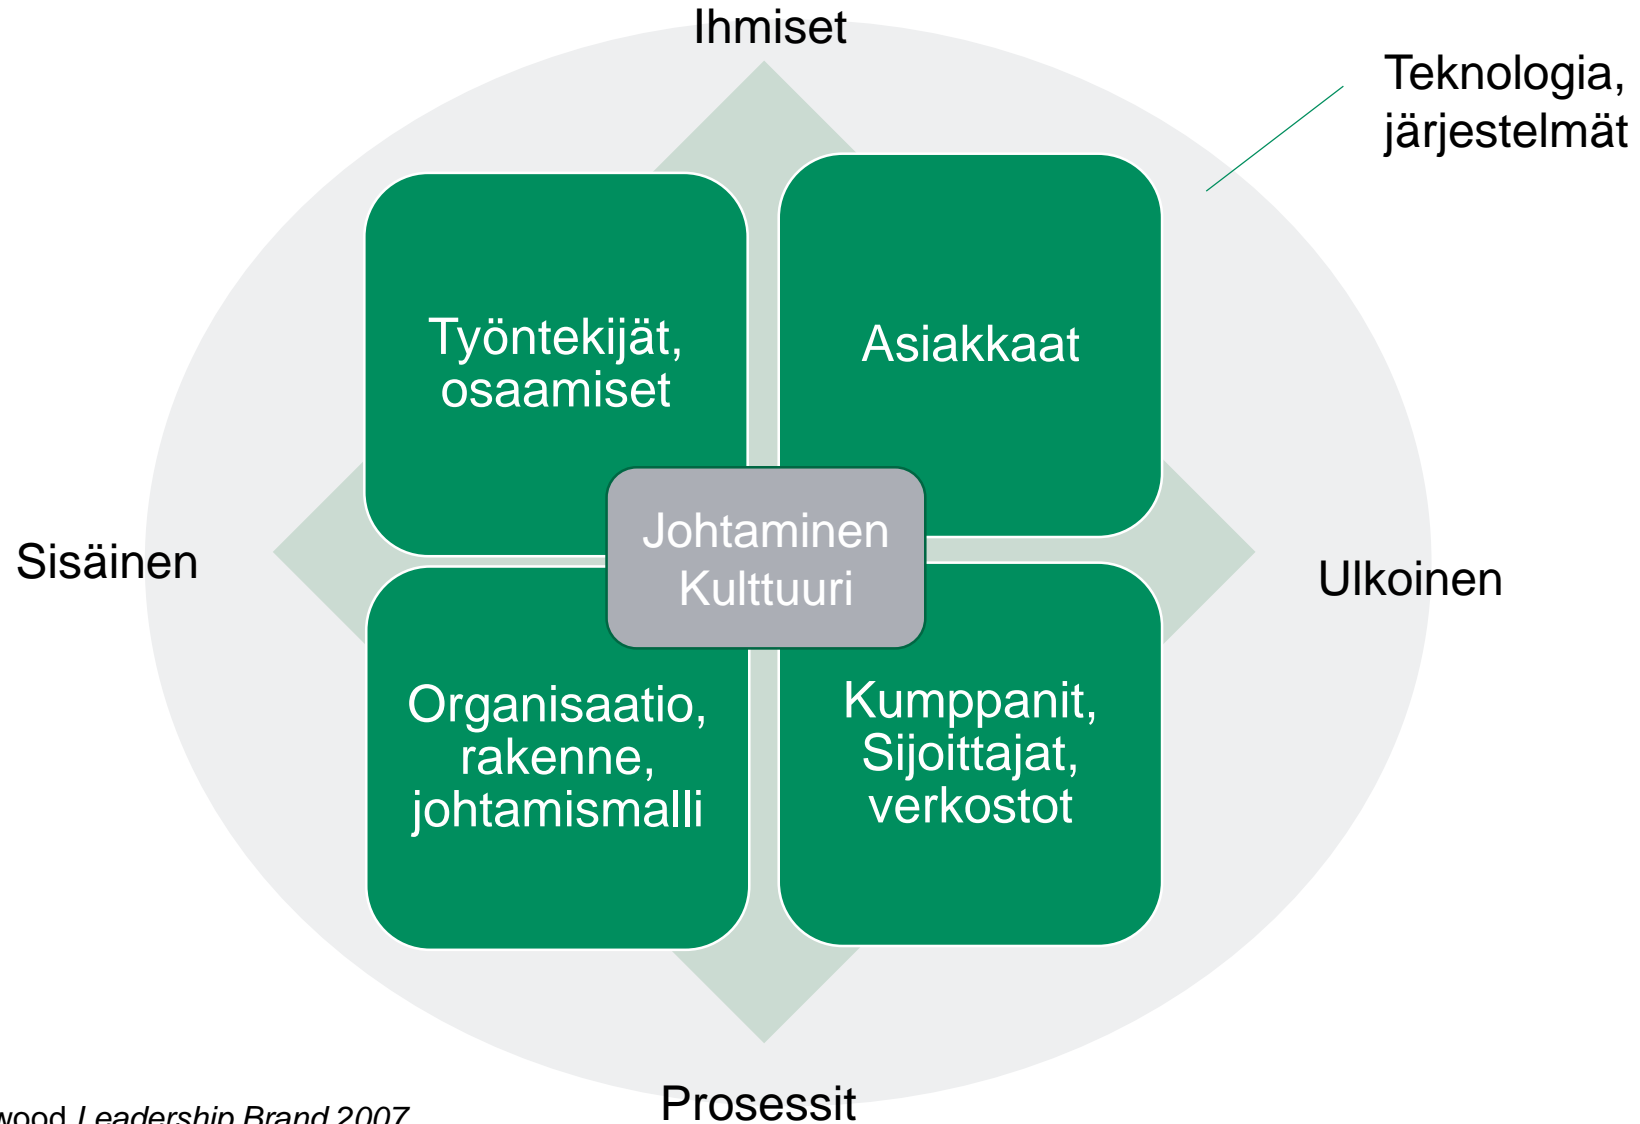 Ihmiset
Teknologia,
järjestelmät
Työntekijät,
osaamiset
Asiakkaat
Johtaminen
Kulttuuri
Sisäinen
Ulkoinen
Organisaatio,
rakenne,
johtamismalli
Kumppanit,
Sijoittajat,
verkostot
Prosessit
wood Leadership Brand 2007